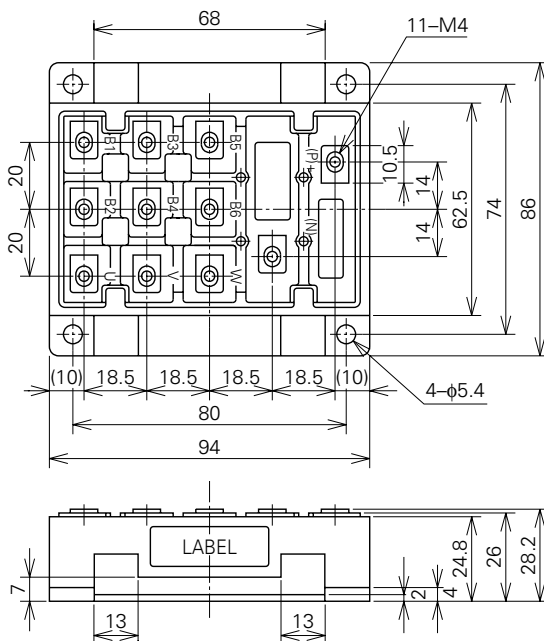 68
11–M4
B1
B3
B5
(P)+
10.5
14
14
62.5
74
86
20
20
B2
B4
B6
(N)-
U
V
W
(10)
18.5
18.5
18.5
18.5
(10)
4–ϕ5.4
80
94
LABEL
7
13
13
2
4
24.8
26
28.2